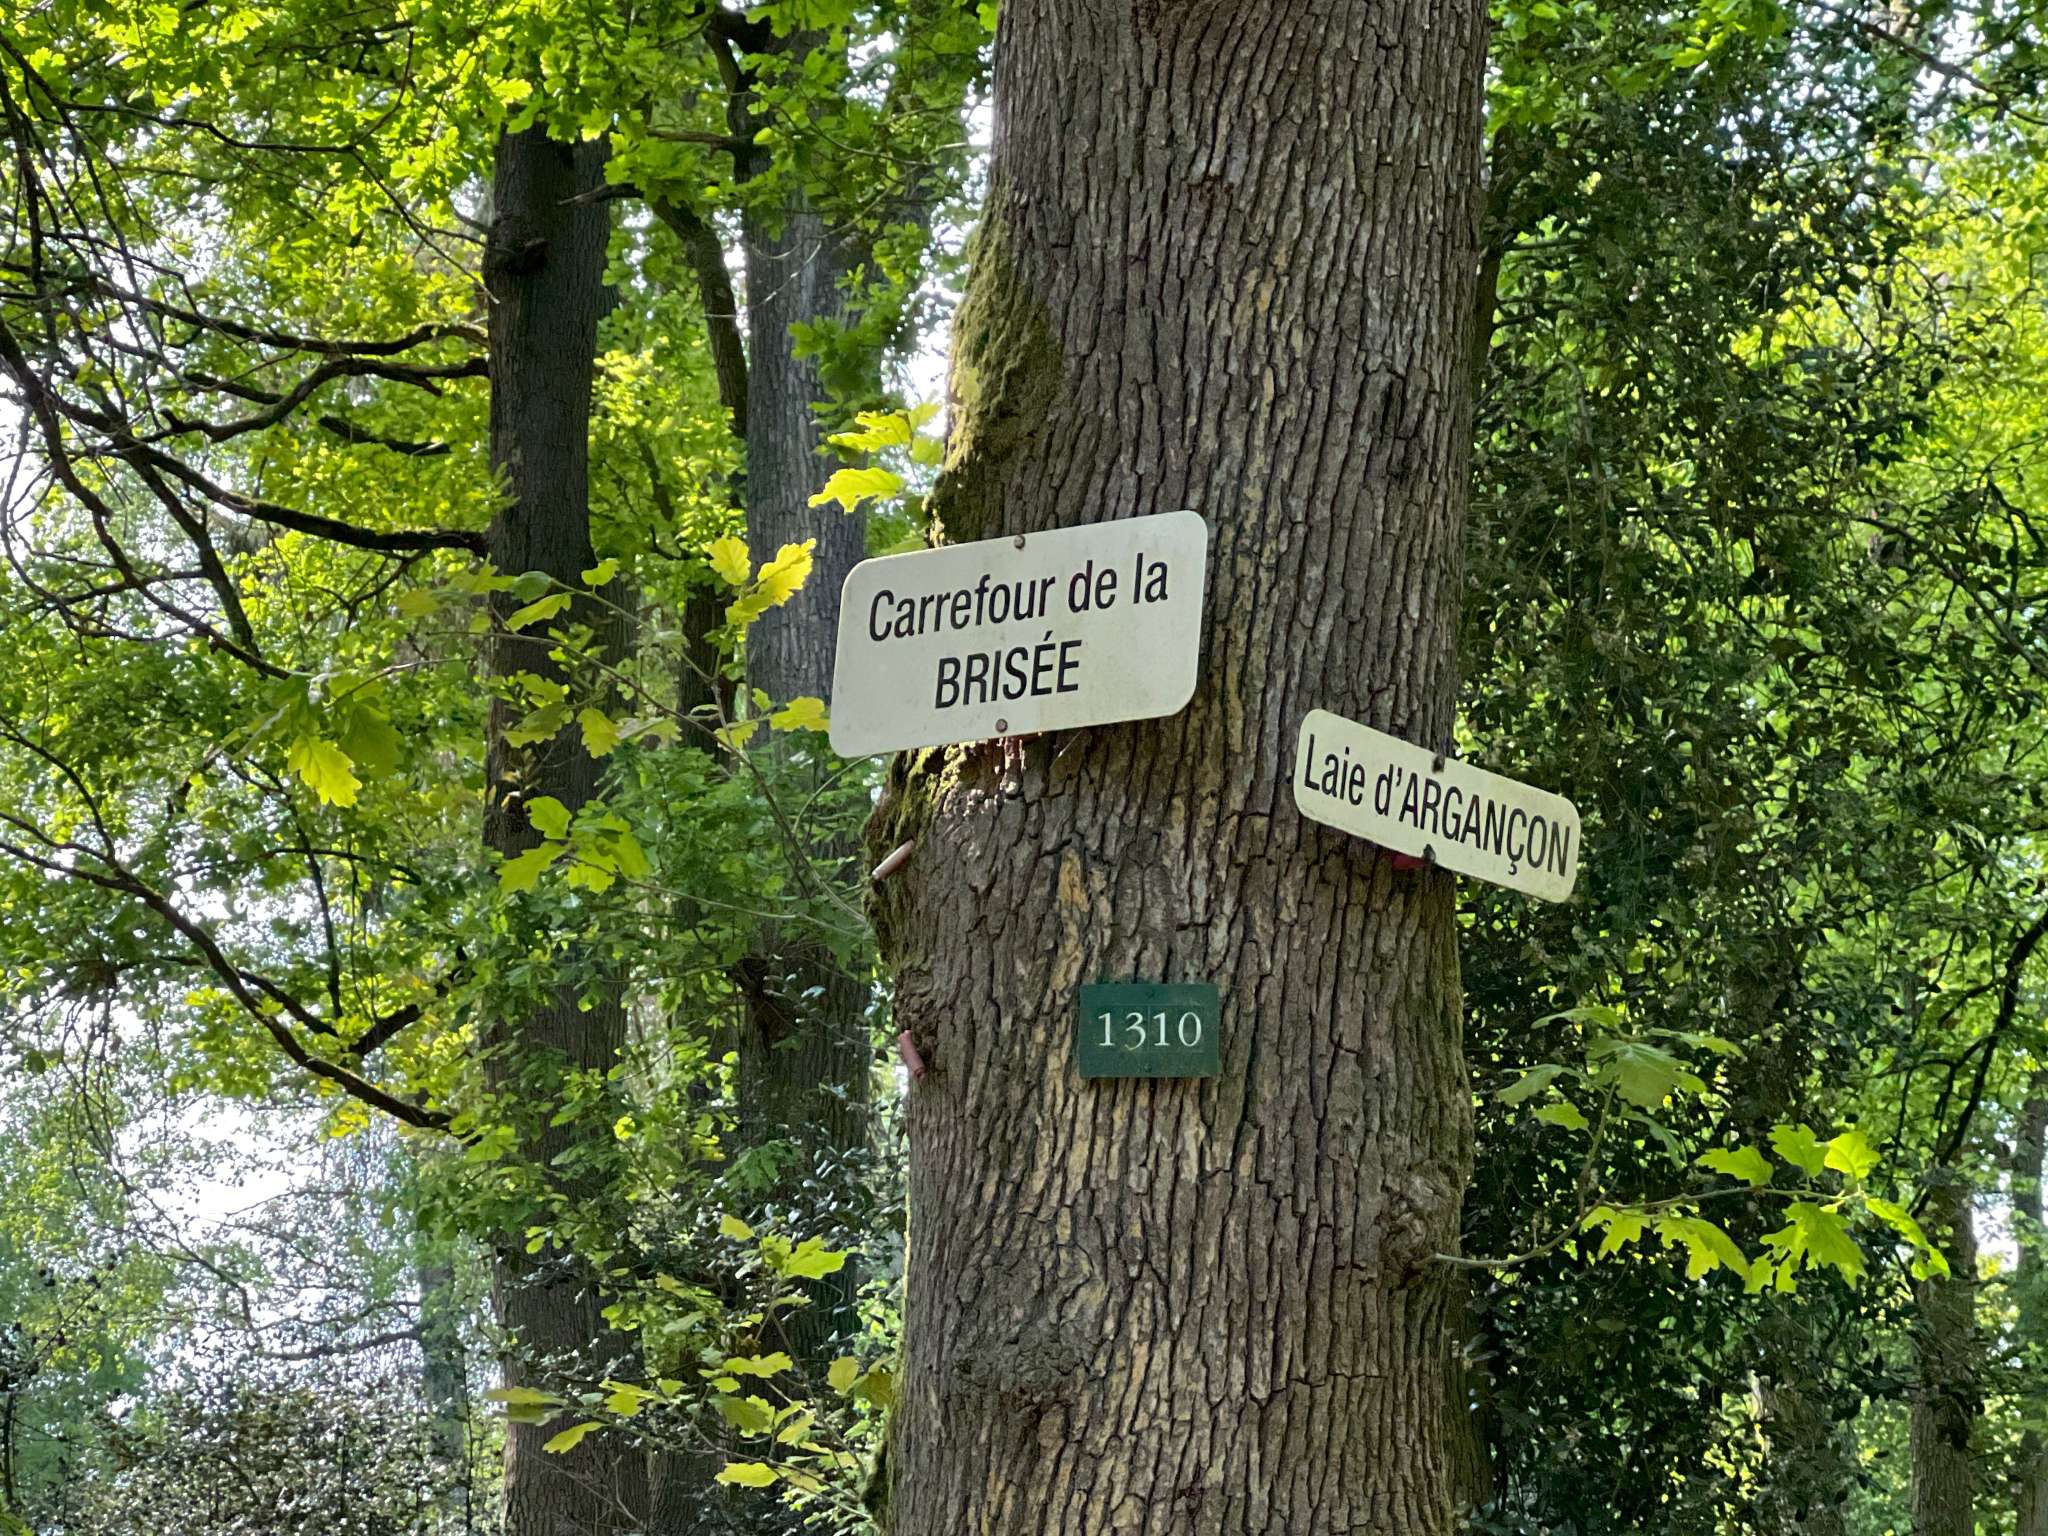 Carrefour de la
BRISÉE
Laie d'ARGANÇON
1310